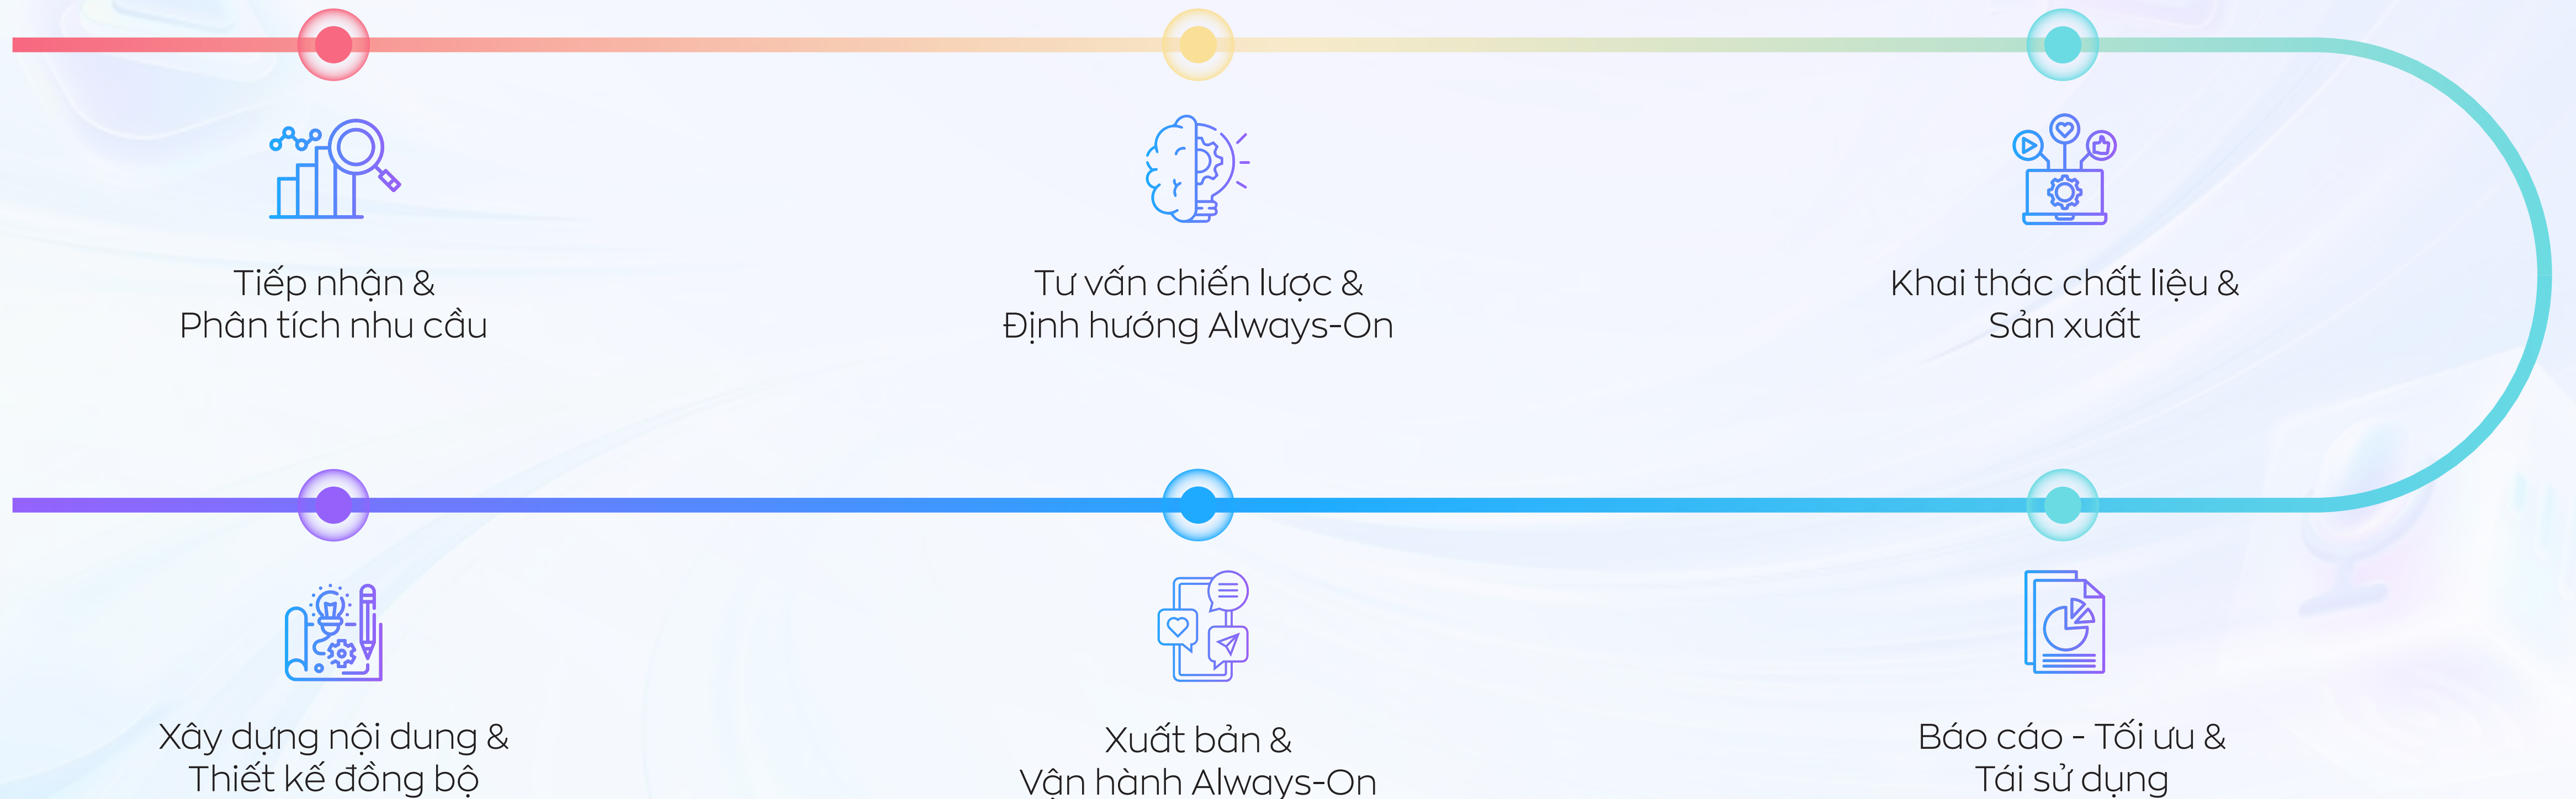 Tiếp nhận &
Phân tích nhu cầu
Tư vấn chiến lược &
Định hướng Always-On
Khai thác chất liệu &
Sản xuất
Xây dựng nội dung &
Thiết kế đồng bộ
Xuất bản &
Vận hành Always-On
Báo cáo - Tối ưu &
Tái sử dụng